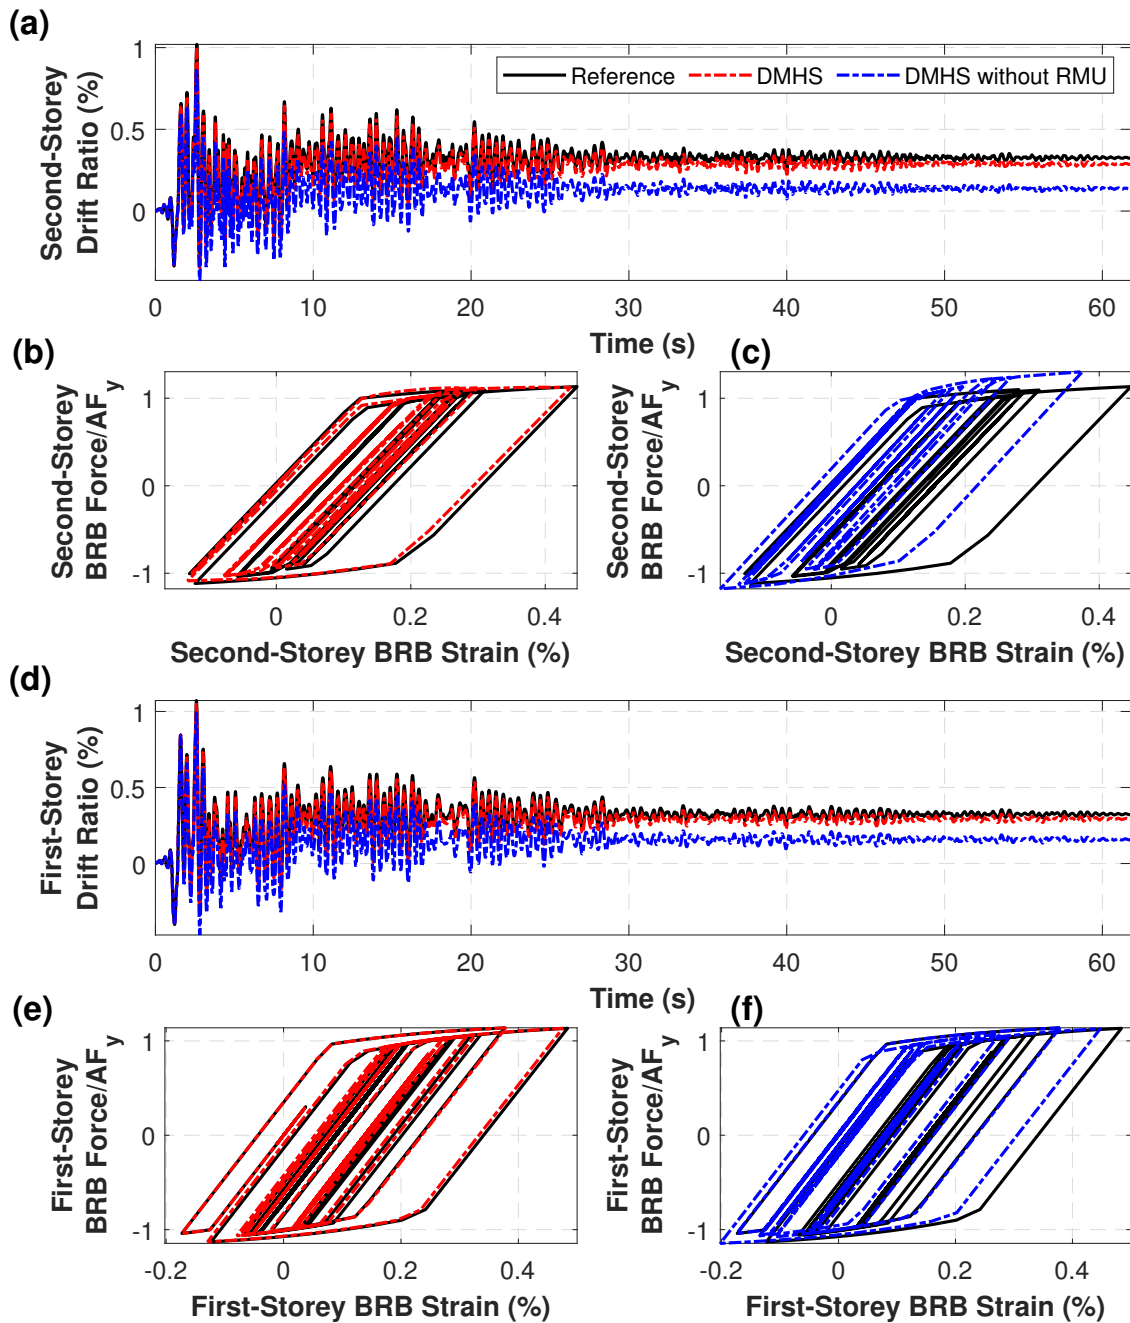 (a)
Second-Storey
Drift Ratio (%)
1
0.5
0
Reference DMHS DMHS without RMU
0 10 20 30 40 50 60
Time (s)
(b)
Second-Storey
BRB Force/AF_y
1
0
-1
0 0.2 0.4
Second-Storey BRB Strain (%)
(c)
Second-Storey
BRB Force/AF_y
1
0
-1
0 0.2 0.4
Second-Storey BRB Strain (%)
(d)
First-Storey
Drift Ratio (%)
1
0.5
0
0 10 20 30 40 50 60
Time (s)
(e)
First-Storey
BRB Force/AF_y
1
0
-1
-0.2 0 0.2 0.4
First-Storey BRB Strain (%)
(f)
First-Storey
BRB Force/AF_y
1
0
-1
-0.2 0 0.2 0.4
First-Storey BRB Strain (%)